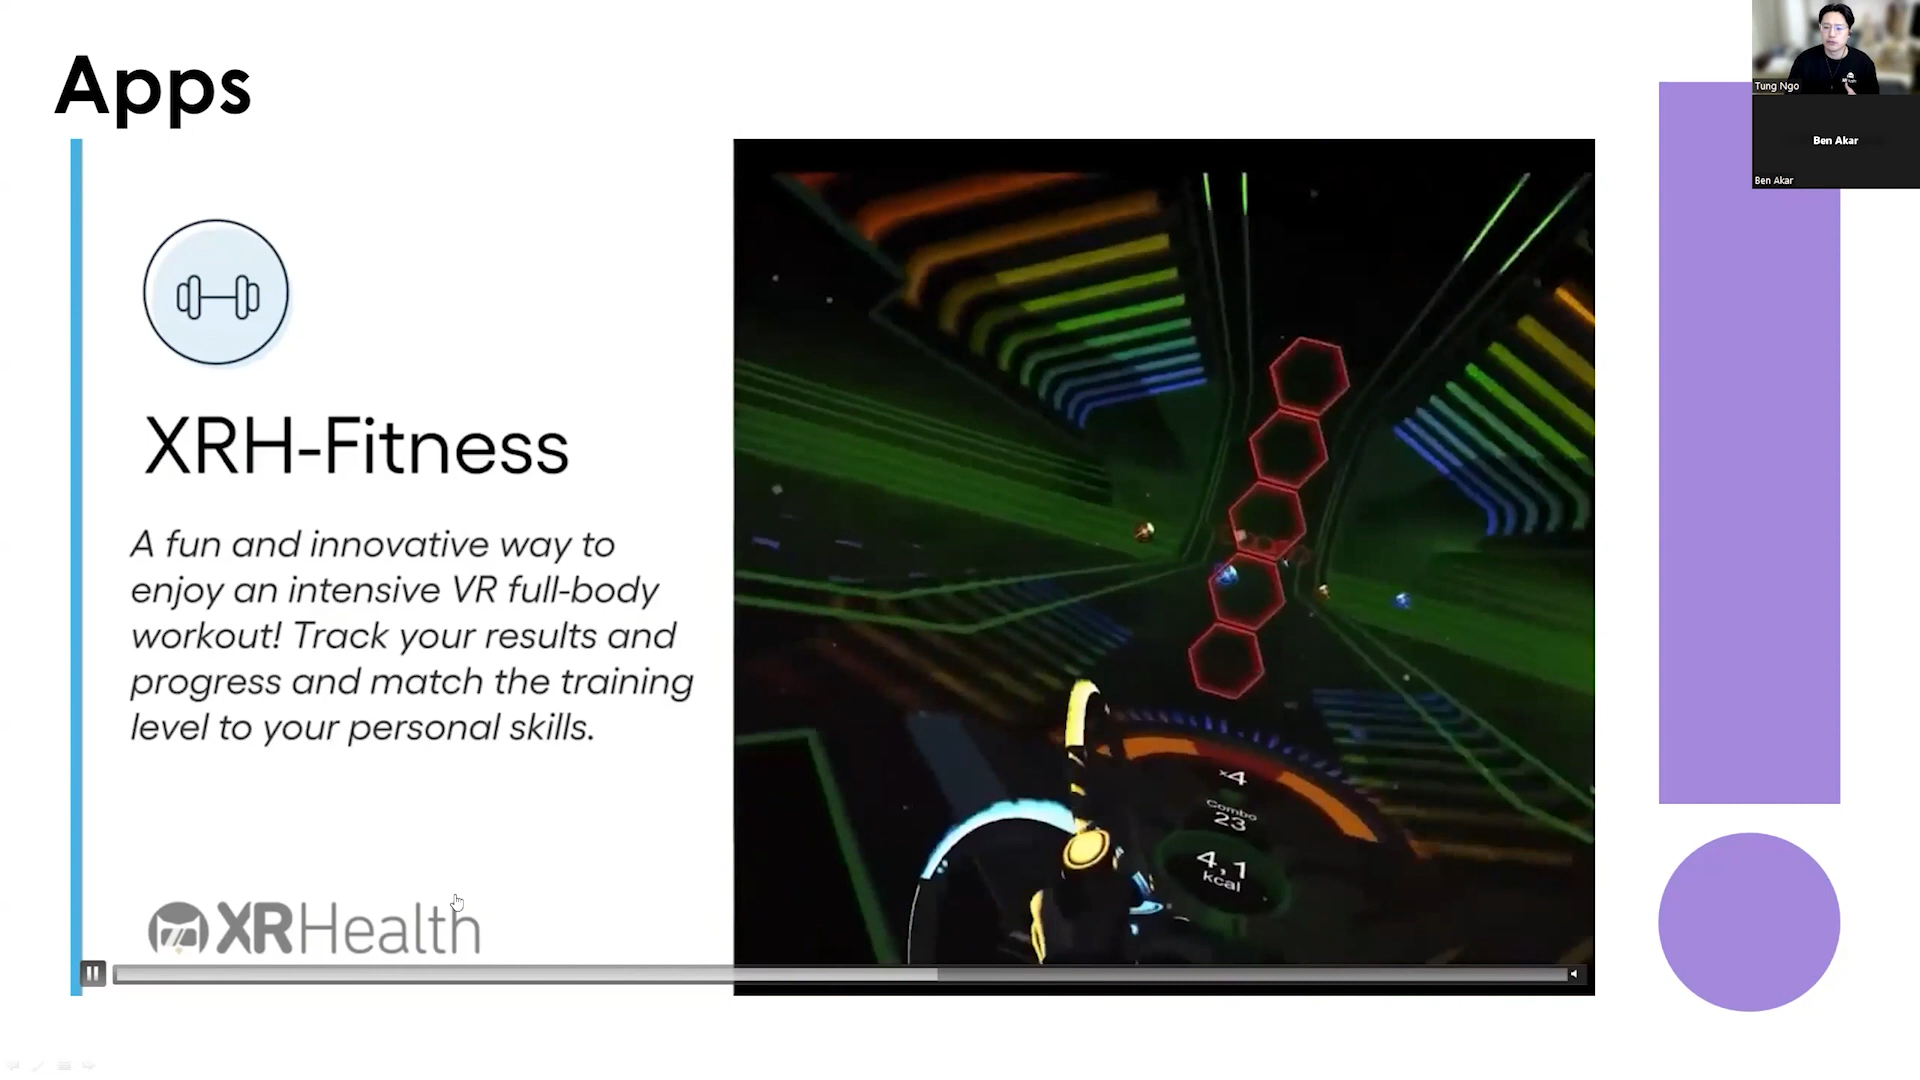 Apps
XRH-Fitness
A fun and innovative way to
enjoy an intensive VR full-body
workout! Track your results and
progress and match the training
level to your personal skills.
XRHealth
x4
Combo
23
4,1
kcal
Tung Ngo
Ben Akar
Ben Akar